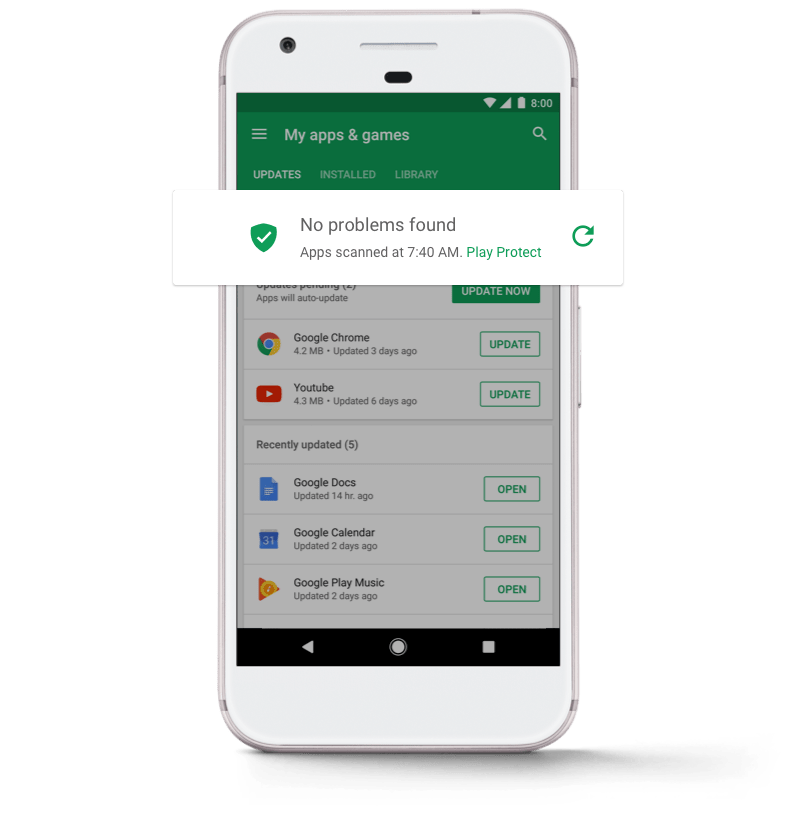 8:00
My apps & games
UPDATES INSTALLED LIBRARY
No problems found
Apps scanned at 7:40 AM. Play Protect
Updates pending (2)
Apps will auto-update
UPDATE NOW
Google Chrome
4.2 MB • Updated 3 days ago
UPDATE
Youtube
4.3 MB • Updated 6 days ago
UPDATE
Recently updated (5)
Google Docs
Updated 14 hr. ago
OPEN
31
Google Calendar
Updated 2 days ago
OPEN
Google Play Music
Updated 2 days ago
OPEN